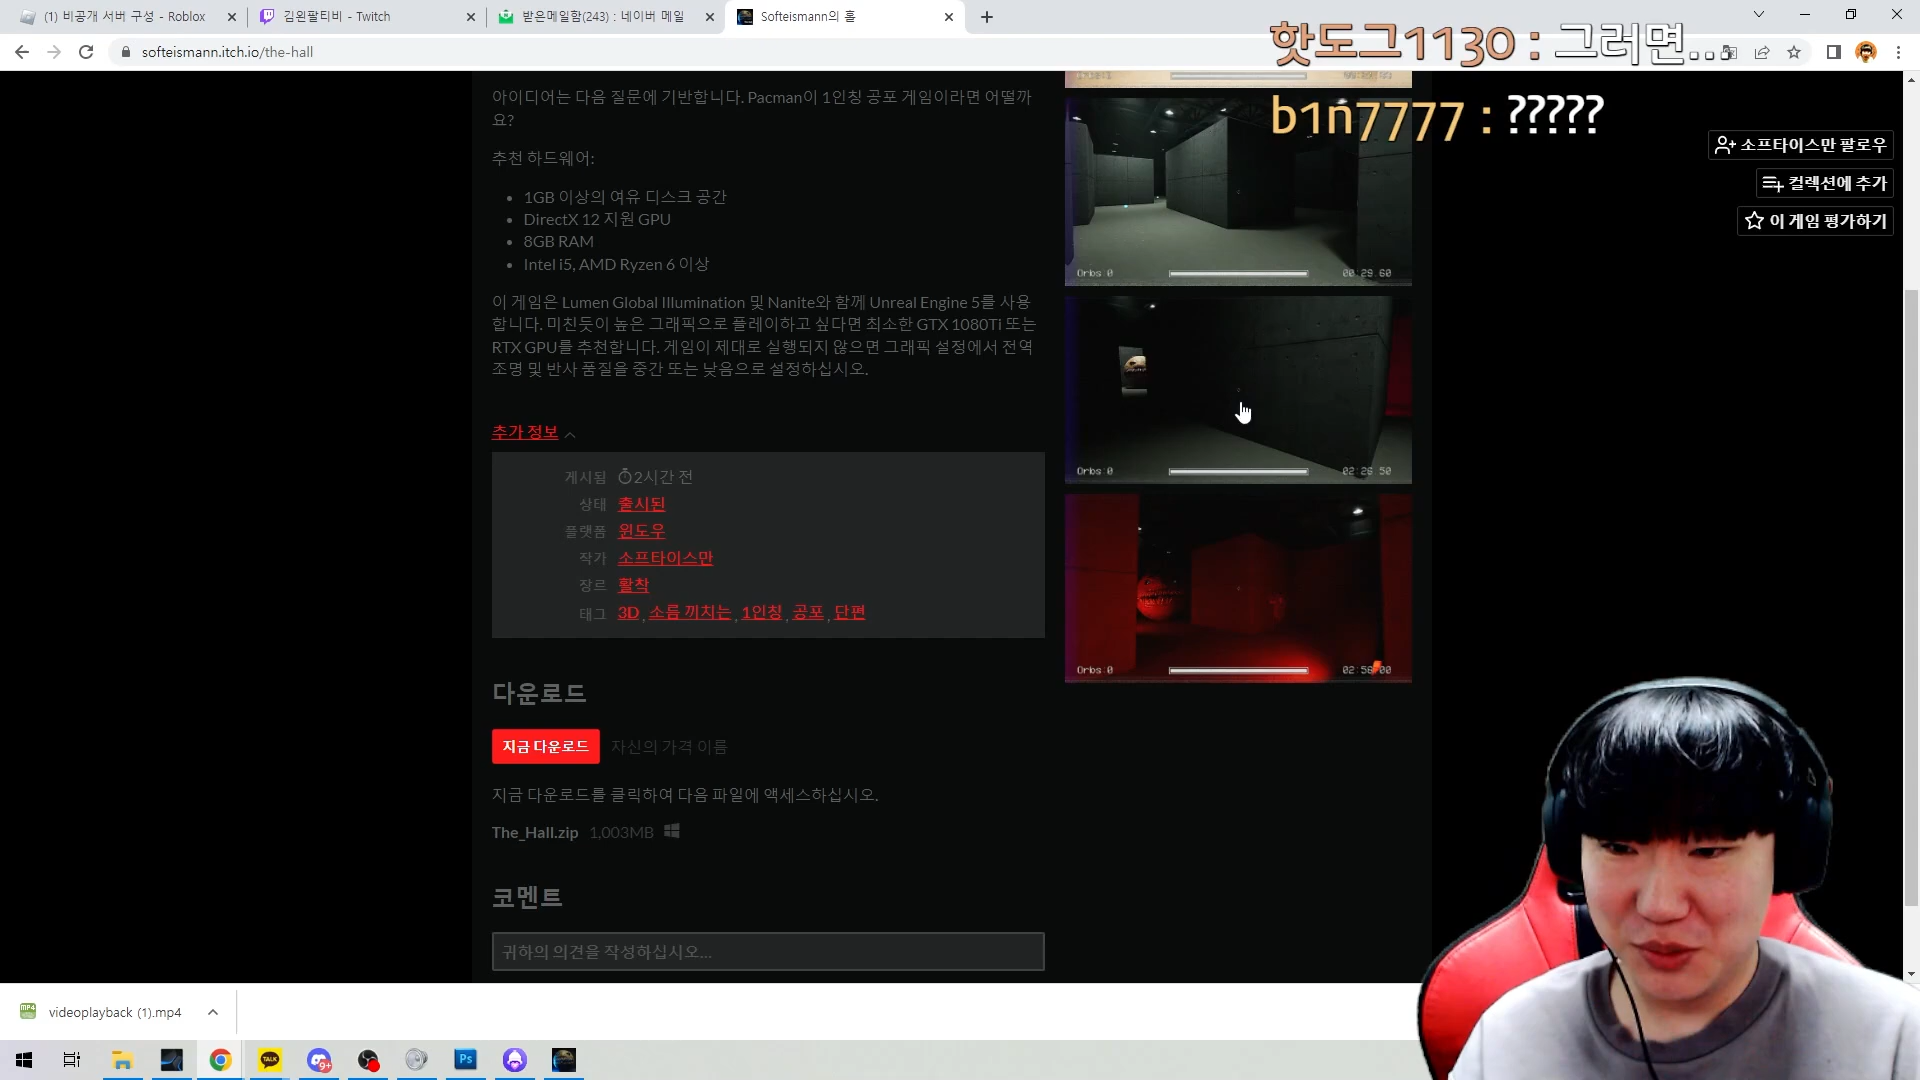 (1) 비공개 서버 구성 - Roblox
김왼팔티비 - Twitch
받은메일함(243) : 네이버 메일
Softeismann의 홀
softeismann.itch.io/the-hall
핫도그1130 : 그러면...
b1n7777 : ?????
소프타이스만 팔로우
컬렉션에 추가
이 게임 평가하기
아이디어는 다음 질문에 기반합니다. Pacman이 1인칭 공포 게임이라면 어떨까
요?
추천 하드웨어:
1GB 이상의 여유 디스크 공간
DirectX 12 지원 GPU
8GB RAM
Intel i5, AMD Ryzen 6 이상
이 게임은 Lumen Global Illumination 및 Nanite와 함께 Unreal Engine 5를 사용
합니다. 미친듯이 높은 그래픽으로 플레이하고 싶다면 최소한 GTX 1080Ti 또는
RTX GPU를 추천합니다. 게임이 제대로 실행되지 않으면 그래픽 설정에서 전역
조명 및 반사 품질을 중간 또는 낮음으로 설정하십시오.
추가 정보
게시됨 2시간 전
상태 출시된
플랫폼 윈도우
작가 소프타이스만
장르 활착
태그 3D , 소름 끼치는 , 1인칭 , 공포 , 단편
다운로드
지금 다운로드 자신의 가격 이름
지금 다운로드를 클릭하여 다음 파일에 액세스하십시오.
The_Hall.zip 1,003MB
코멘트
귀하의 의견을 작성하십시오...
Orbs:0 00:29.60
Orbs:0 02:26 50
Orbs:0 02:58 00
videoplayback (1).mp4
TALK
9+
Ps